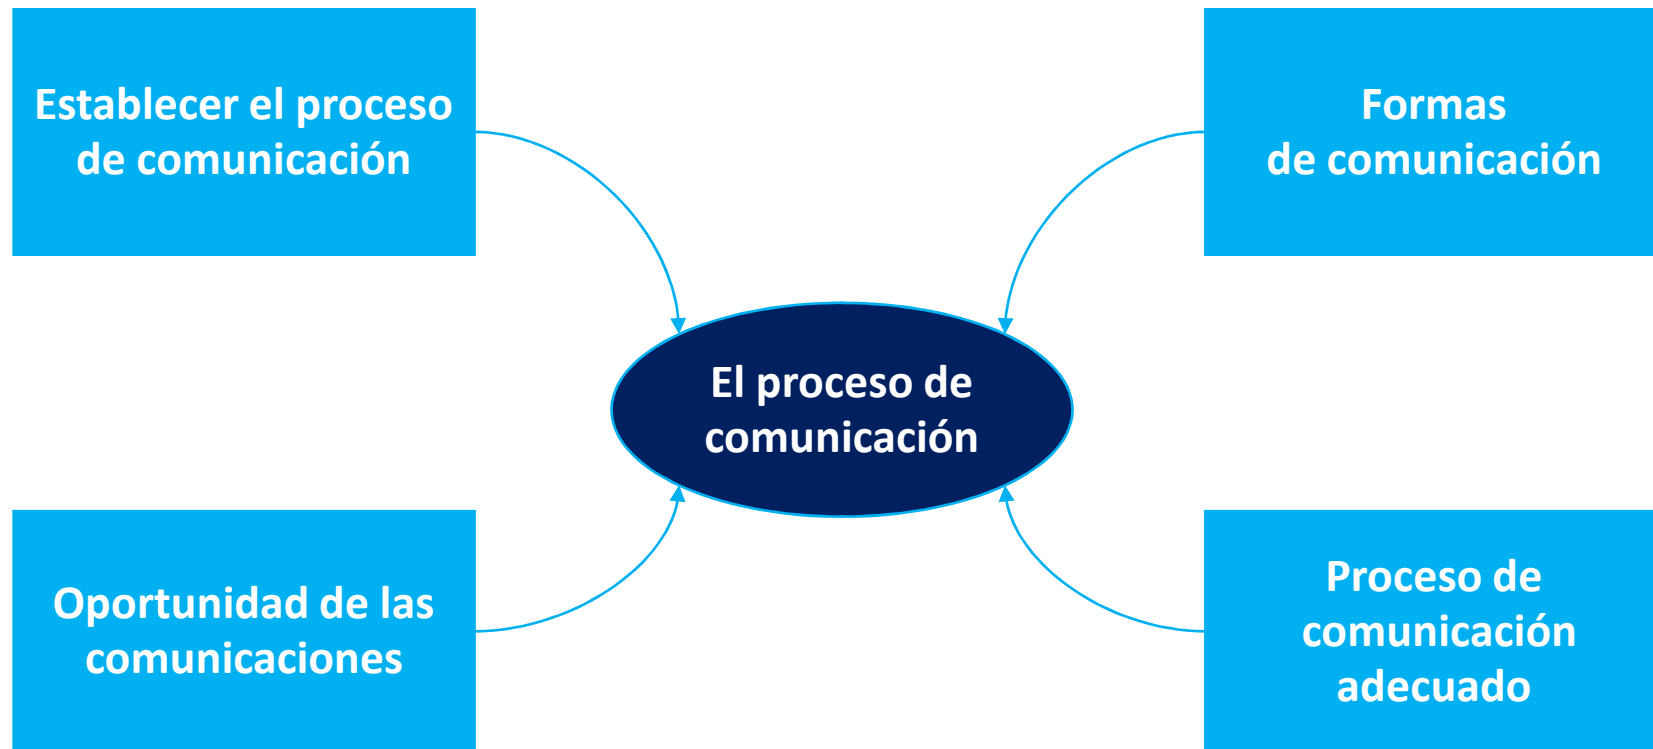 Establecer el proceso
de comunicación
Formas
de comunicación
El proceso de
comunicación
Oportunidad de las
comunicaciones
Proceso de
comunicación
adecuado